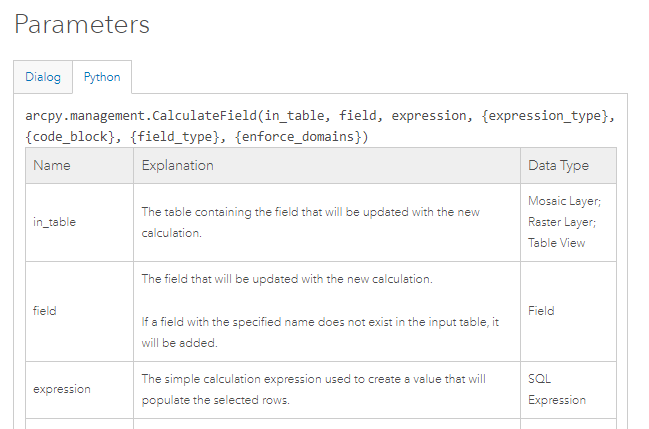 Parameters
Dialog
Python
arcpy.management.CalculateField(in_table, field, expression, {expression_type},
{code_block}, {field_type}, {enforce_domains})
Name
Explanation
Data Type
in_table
The table containing the field that will be updated with the new
calculation.
Mosaic Layer;
Raster Layer;
Table View
field
The field that will be updated with the new calculation.
If a field with the specified name does not exist in the input table, it
will be added.
Field
expression
The simple calculation expression used to create a value that will
populate the selected rows.
SQL
Expression